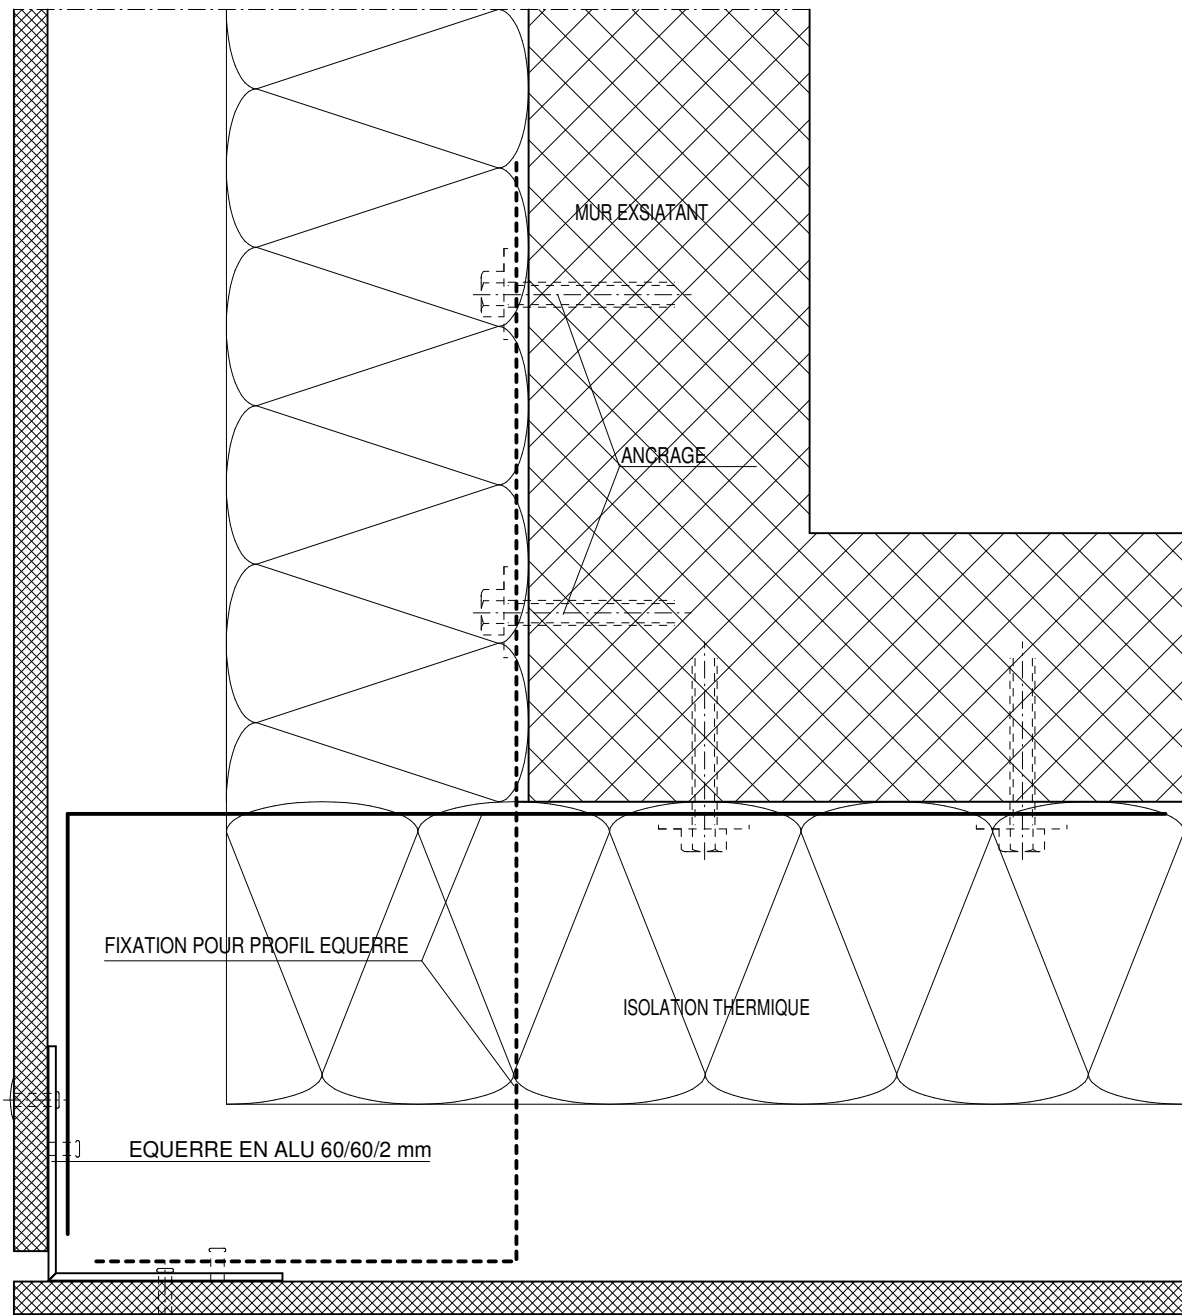 MUR EXSIATANT
ANCRAGE
FIXATION POUR PROFIL EQUERRE
ISOLATION THERMIQUE
EQUERRE EN ALU 60/60/2 mm